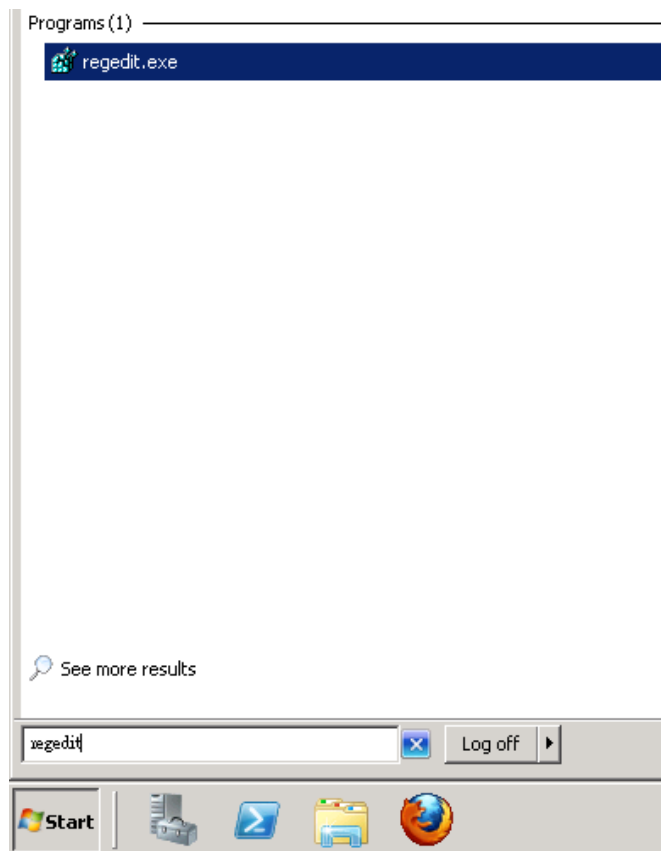 Programs (1)
regedit.exe
See more results
regedit
Log off
Start